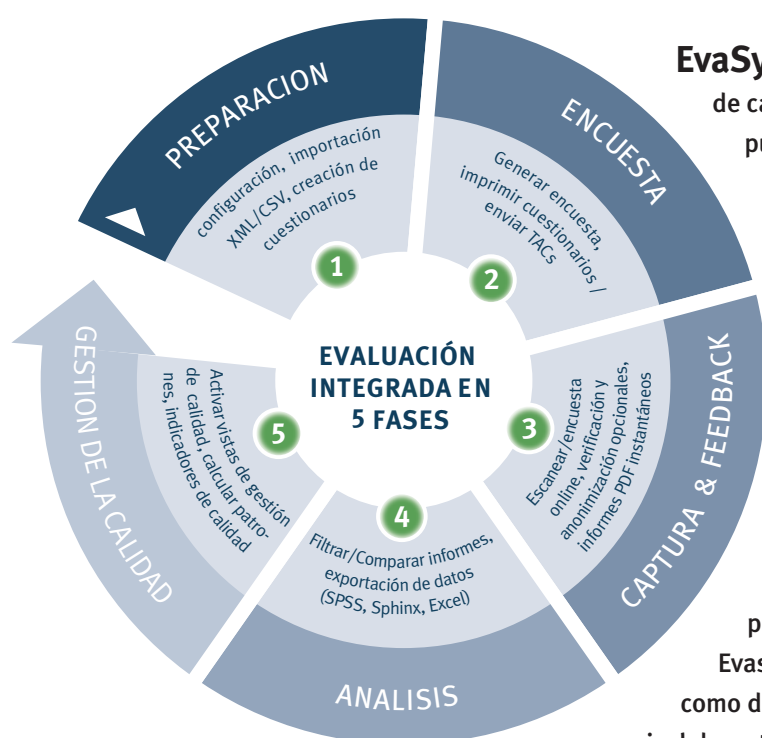 PREPARACION
configuración, importación
XML/CSV, creación de
cuestionarios
1
ENCUESTA
Generar encuesta,
imprimir cuestionarios /
enviar TACs
2
CAPTURA & FEEDBACK
Escanear/encuesta
online, verificación y
anonimización opcionales,
informes PDF instantáneos
3
ANALISIS
Filtrar/Comparar informes,
exportación de datos
(SPSS, Sphinx, Excel)
4
GESTION DE LA CALIDAD
Activar vistas de gestión
de calidad, calcular patro-
nes, indicadores de calidad
5
EVALUACIÓN
INTEGRADA EN
5 FASES
EvaSy
de ca
pu
p
Evas
como d